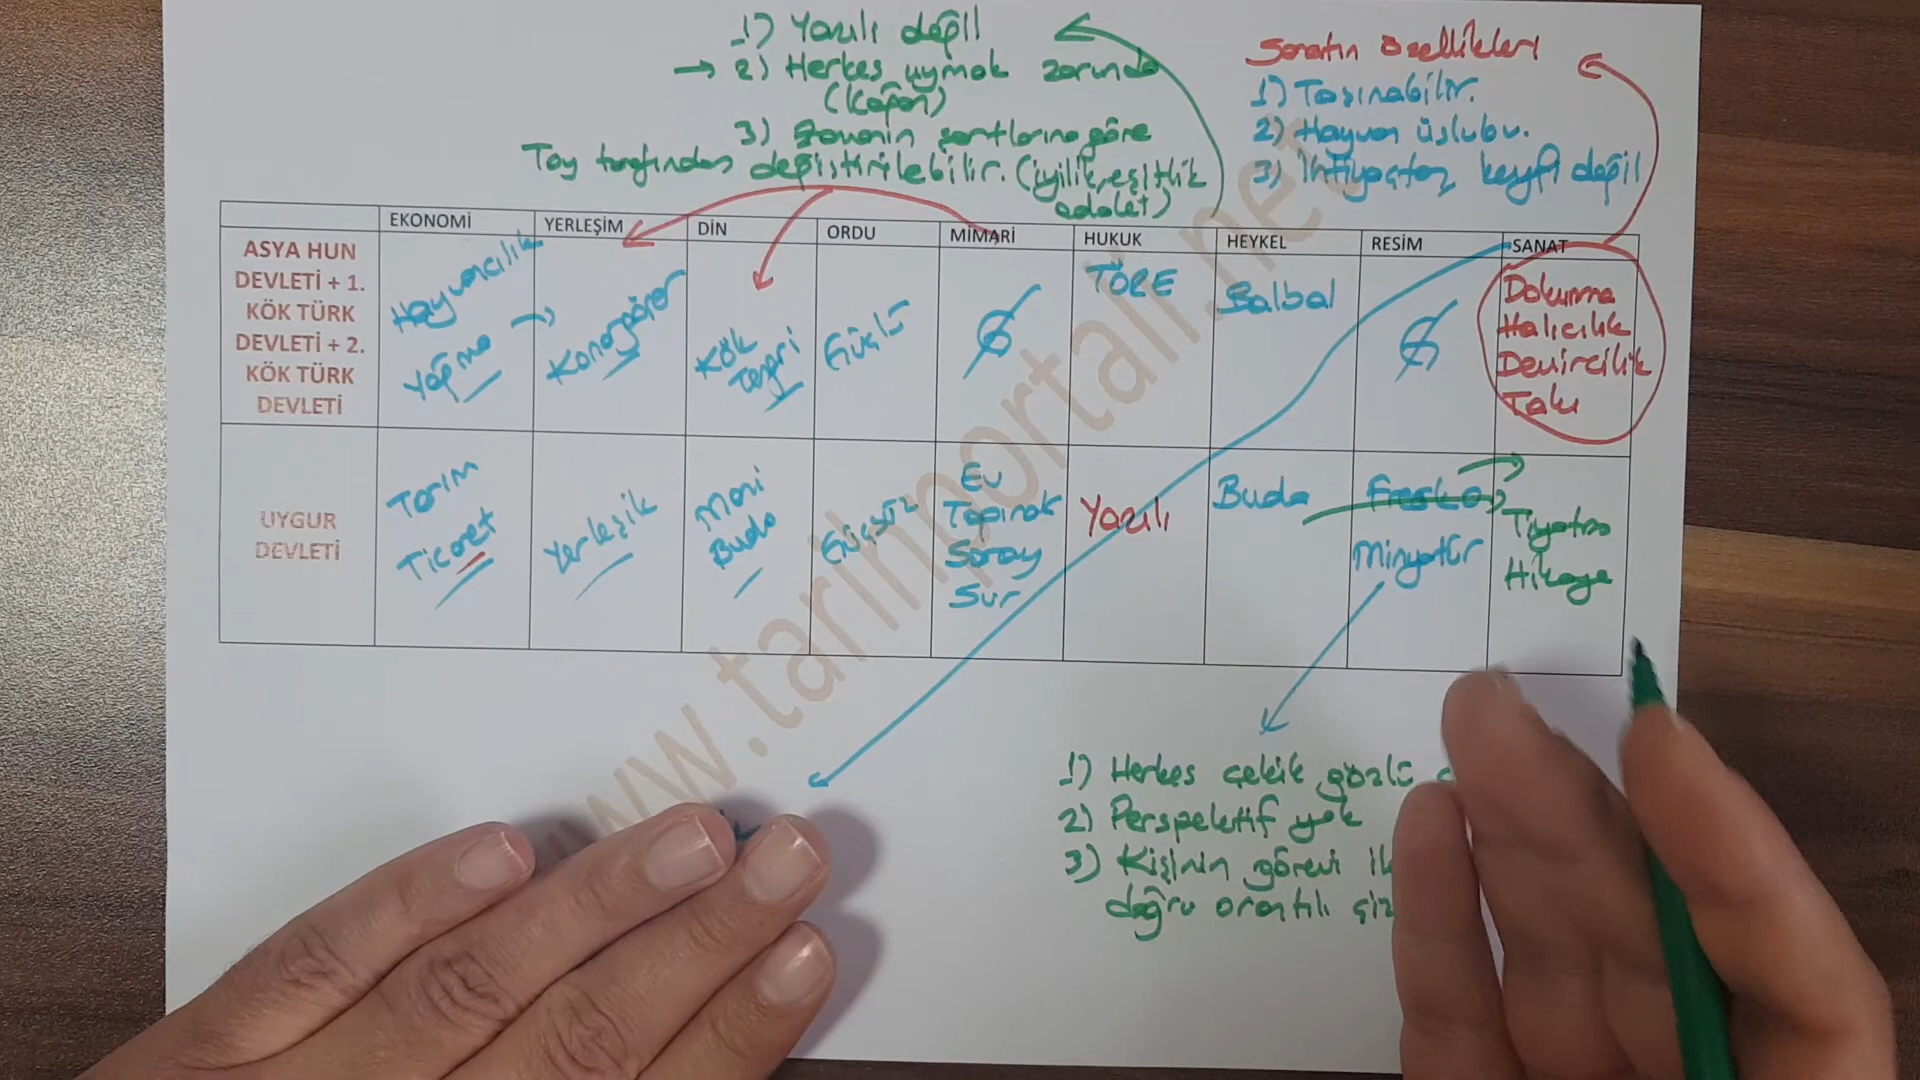 1) Yazılı değil
→ 2) Herkes uymak zorunda
(Kağan)
3) Zamanın şartlarına göre
Toy tarafından değiştirilebilir. (iyilik, eşitlik
adalet)
Sanatın özellikleri
1) Taşınabilir.
2) Hayvan üslubu.
3) İhtiyaçtan, keyfi değil
EKONOMİ YERLEŞİM DİN ORDU MİMARİ HUKUK HEYKEL RESİM SANAT
ASYA HUN
DEVLETİ + 1.
KÖK TÜRK
DEVLETİ + 2.
KÖK TÜRK
DEVLETİ
Hayvancılık
Yapma
Konargöçer
Kök
Tengri
Güçlü
TÖRE
Balbal
Dokuma
Halıcılık
Demircilik
Takı
UYGUR
DEVLETİ
Tarım
Ticaret
Yerleşik
Mani
Buda
Güçsüz
Ev
Tapınak
Saray
Sur
Yazılı
Buda
Fresko
Minyatür
Tiyatro
Hikaye
1) Herkes çekik gözlü
2) Perspektif yok
3) Kişinin görevi
doğru orantılı
www.tarihportali.net